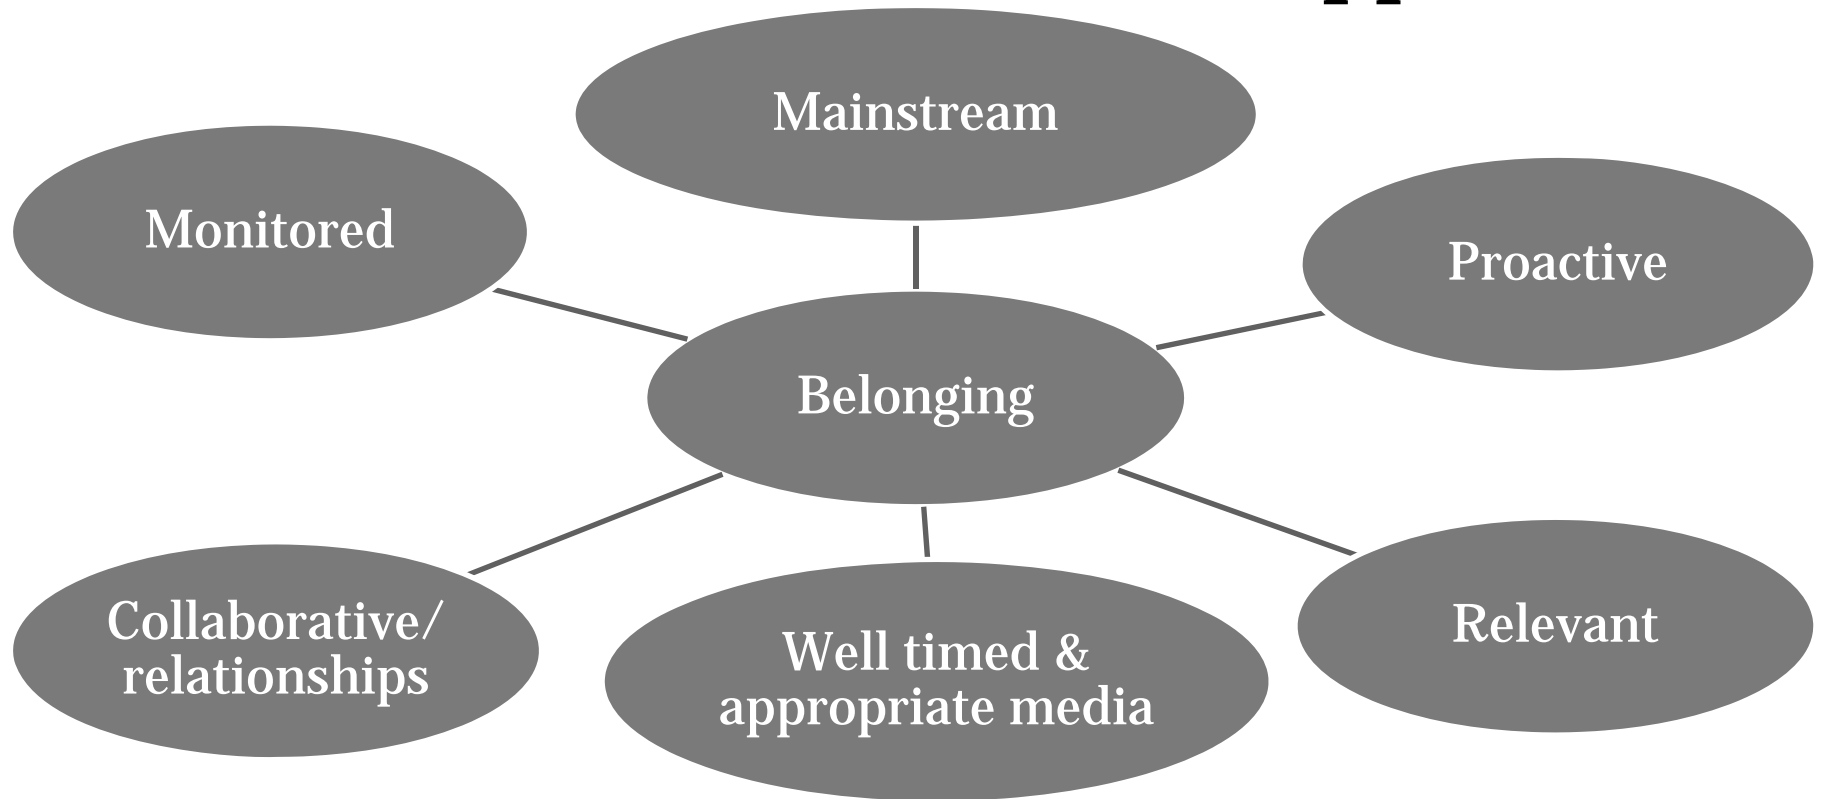 Mainstream
Monitored
Proactive
Belonging
Collaborative/
relationships
Well timed &
appropriate media
Relevant